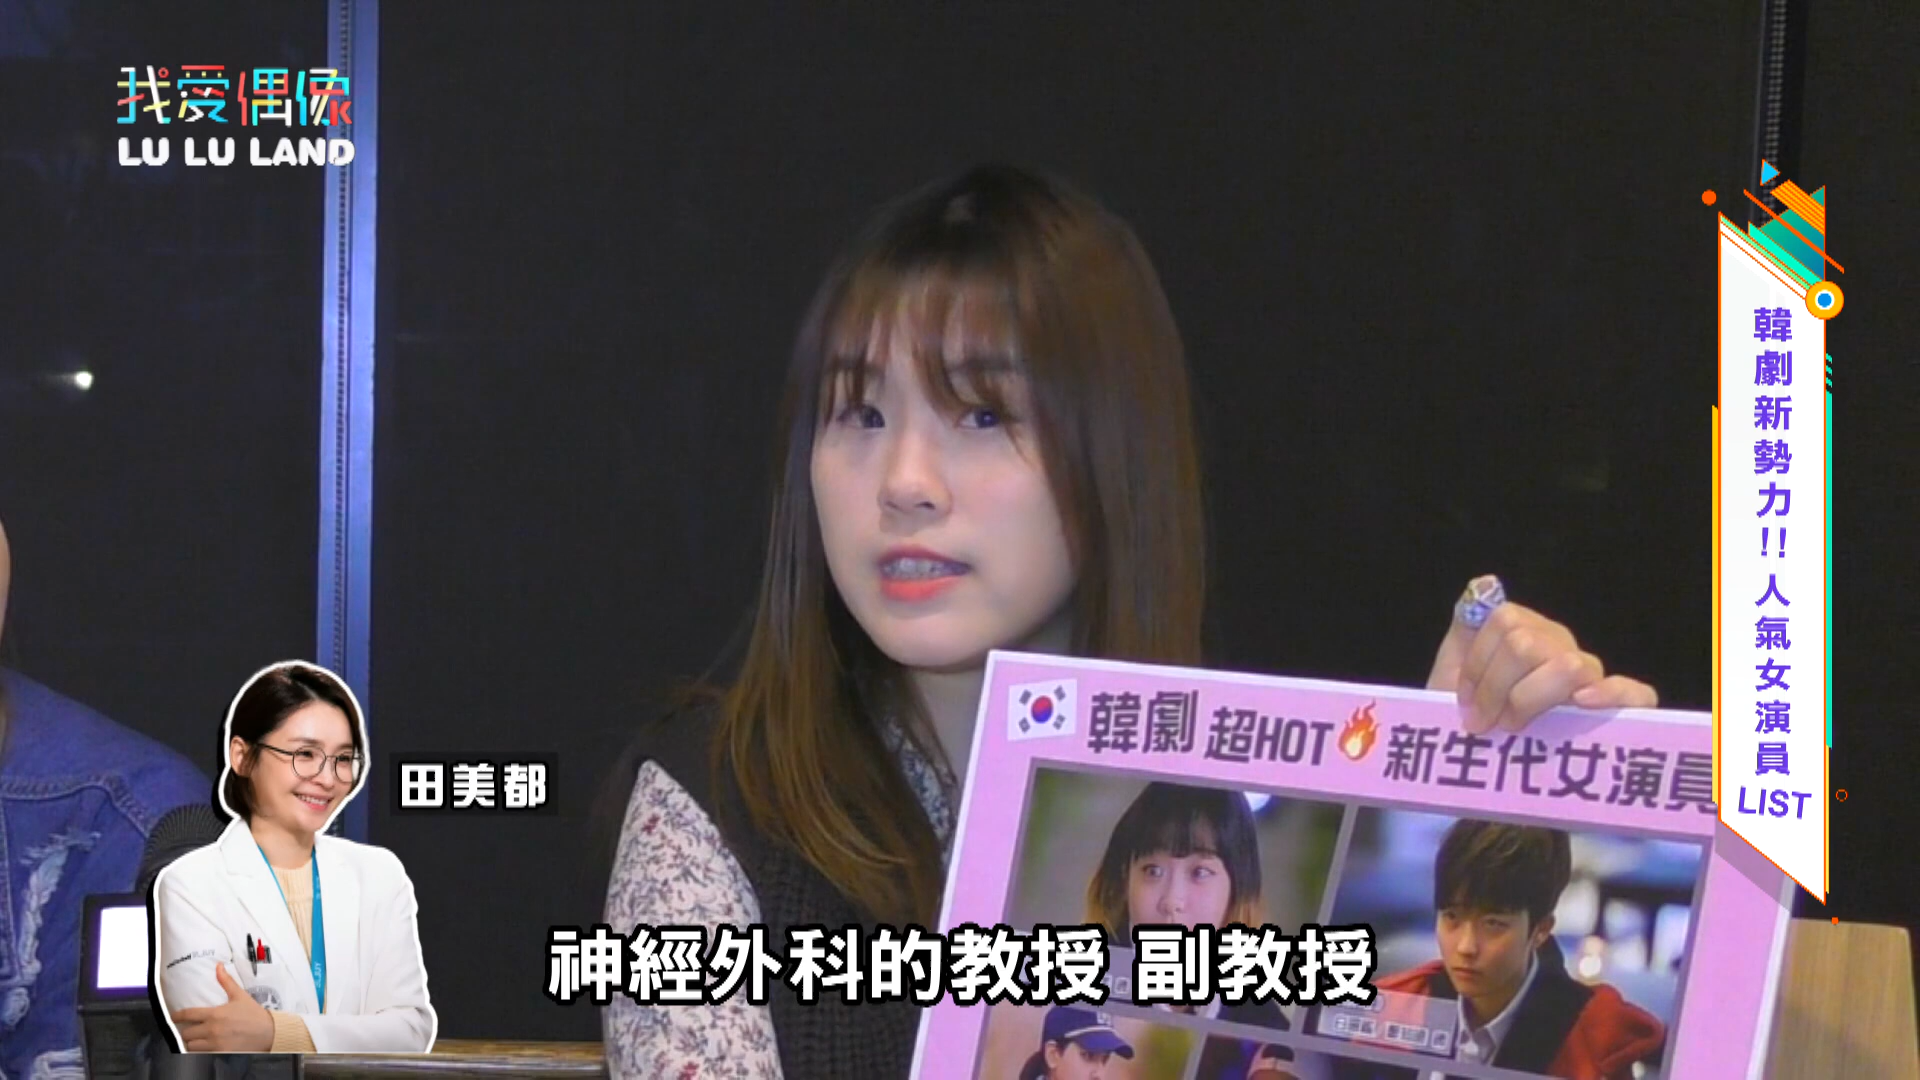 我愛偶像
LU LU LAND
韓劇新勢力!!人氣女演員LIST
韓劇 超HOT 新生代女演員
田美都
神經外科的教授 副教授